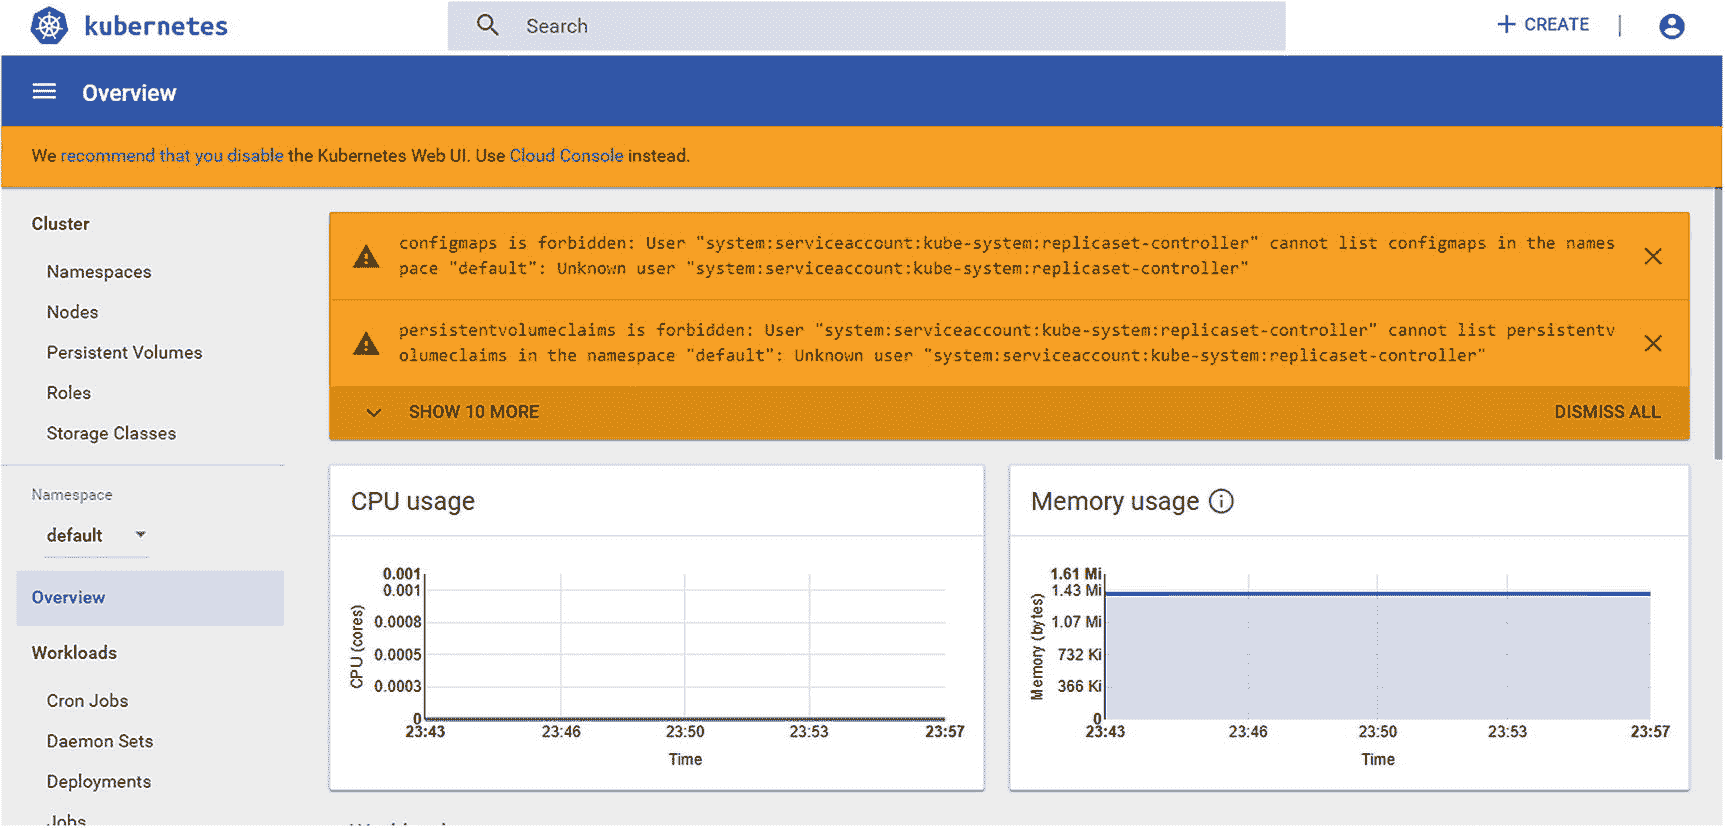 kubernetes
Search
+ CREATE |
Overview
We recommend that you disable the Kubernetes Web UI. Use Cloud Console instead.
Cluster
Namespaces
Nodes
Persistent Volumes
Roles
Storage Classes
Namespace
default
Overview
Workloads
Cron Jobs
Daemon Sets
Deployments
Jobs
configmaps is forbidden: User "system:serviceaccount:kube-system:replicaset-controller" cannot list configmaps in the names
pace "default": Unknown user "system:serviceaccount:kube-system:replicaset-controller"
persistentvolumeclaims is forbidden: User "system:serviceaccount:kube-system:replicaset-controller" cannot list persistentv
olumeclaims in the namespace "default": Unknown user "system:serviceaccount:kube-system:replicaset-controller"
SHOW 10 MORE
DISMISS ALL
CPU usage
CPU (cores)
0.001
0.001
0.0008
0.0005
0.0003
0
23:43 23:46 23:50 23:53 23:57
Time
Memory usage
Memory (bytes)
1.61 Mi
1.43 Mi
1.07 Mi
732 Ki
366 Ki
0
23:43 23:46 23:50 23:53 23:57
Time